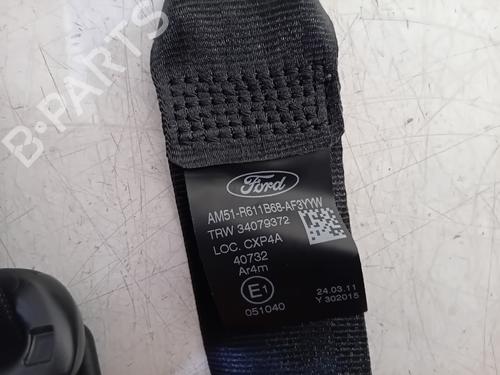 B-PARTS
Ford
AM51-R611B68-AF3YYW
TRW 34079372
LOC. CXP4A
40732
Ar4m
E1
051040
24.03.11
Y 302015